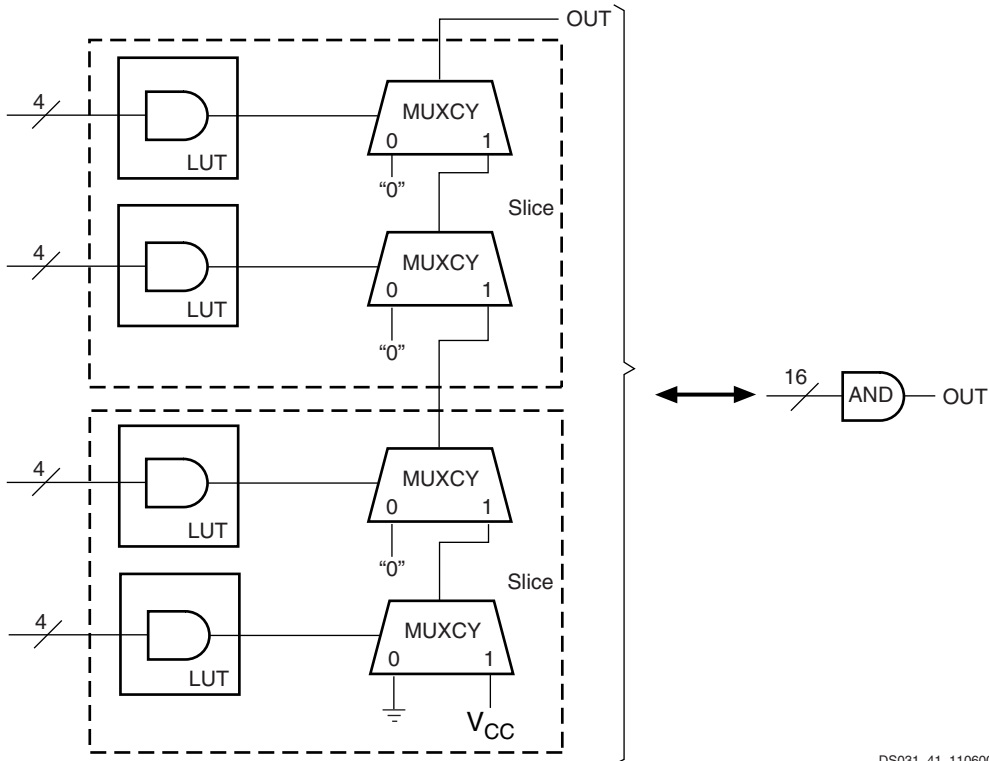 OUT
4
LUT
MUXCY
0 1
“0”
Slice
4
LUT
MUXCY
0 1
“0”
16
AND
OUT
4
LUT
MUXCY
0 1
“0”
Slice
4
LUT
MUXCY
0 1
VCC